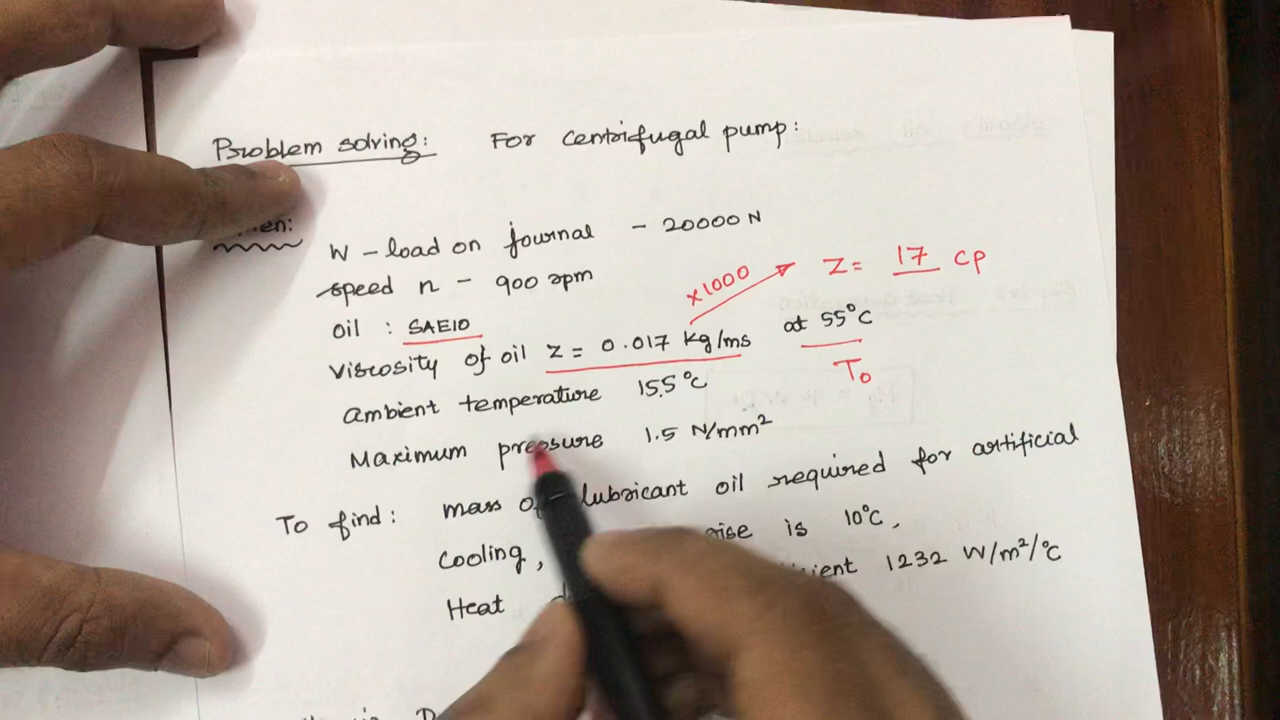 Problem solving: For centrifugal pump:
W - load on journal - 20000 N
speed n - 900 rpm
×1000 Z = 17 CP
oil : SAE10
Viscosity of oil Z = 0.017 kg/ms at 55°C
T₀
Ambient temperature 15.5°C
Maximum pressure 1.5 N/mm²
To find: mass of lubricant oil required for artificial
Cooling, rise is 10°C,
Heat 1232 W/m²/°C